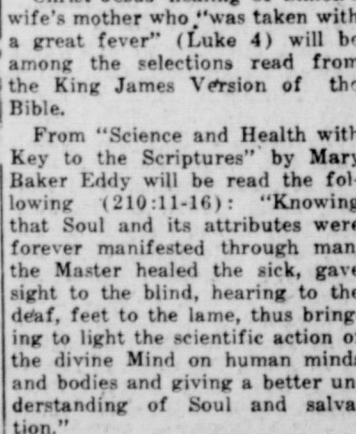 wife's mother who "was taken with
a great fever" (Luke 4) will be
among the selections read from
the King James Version of the
Bible.
From "Science and Health with
Key to the Scriptures" by Mary
Baker Eddy will be read the fol-
lowing (210:11-16): "Knowing
that Soul and its attributes were
forever manifested through man,
the Master healed the sick, gave
sight to the blind, hearing to the
deaf, feet to the lame, thus bring-
ing to light the scientific action of
the divine Mind on human minds
and bodies and giving a better un-
derstanding of Soul and salva-
tion."